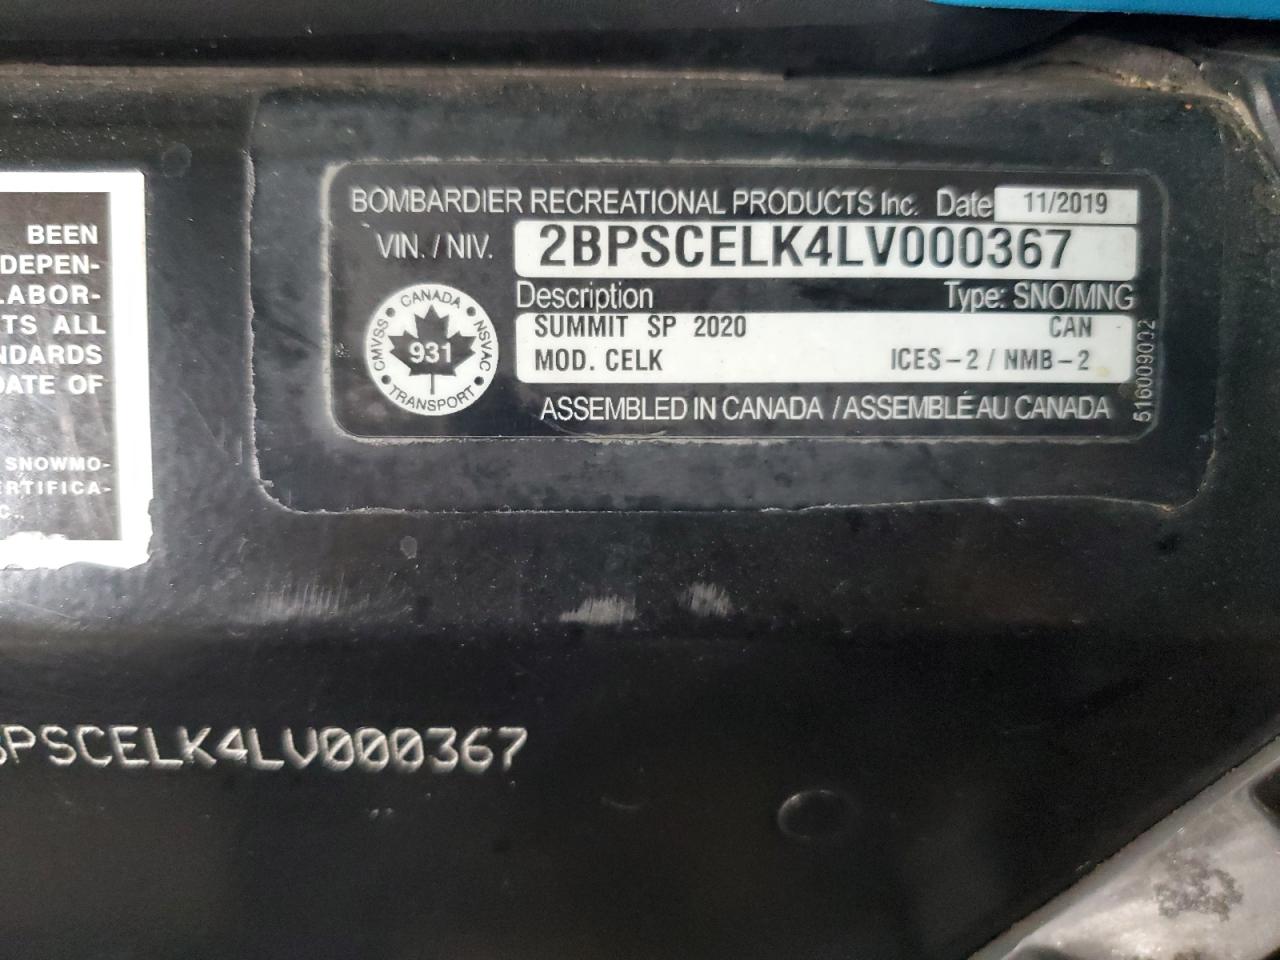 BOMBARDIER RECREATIONAL PRODUCTS Inc. Date 11/2019
VIN. / NIV. 2BPSCELK4LV000367
Description Type: SNO/MNG
SUMMIT SP 2020 CAN
MOD. CELK ICES-2 / NMB-2
ASSEMBLED IN CANADA / ASSEMBLÉ AU CANADA
516009002
CANADA
CMVSS
NSVAC
931
TRANSPORT
BEEN
DEPEN-
LABOR-
TS ALL
NDARDS
DATE OF
SNOWMO-
ERTIFICA-
C.
BPSCELK4LV000367